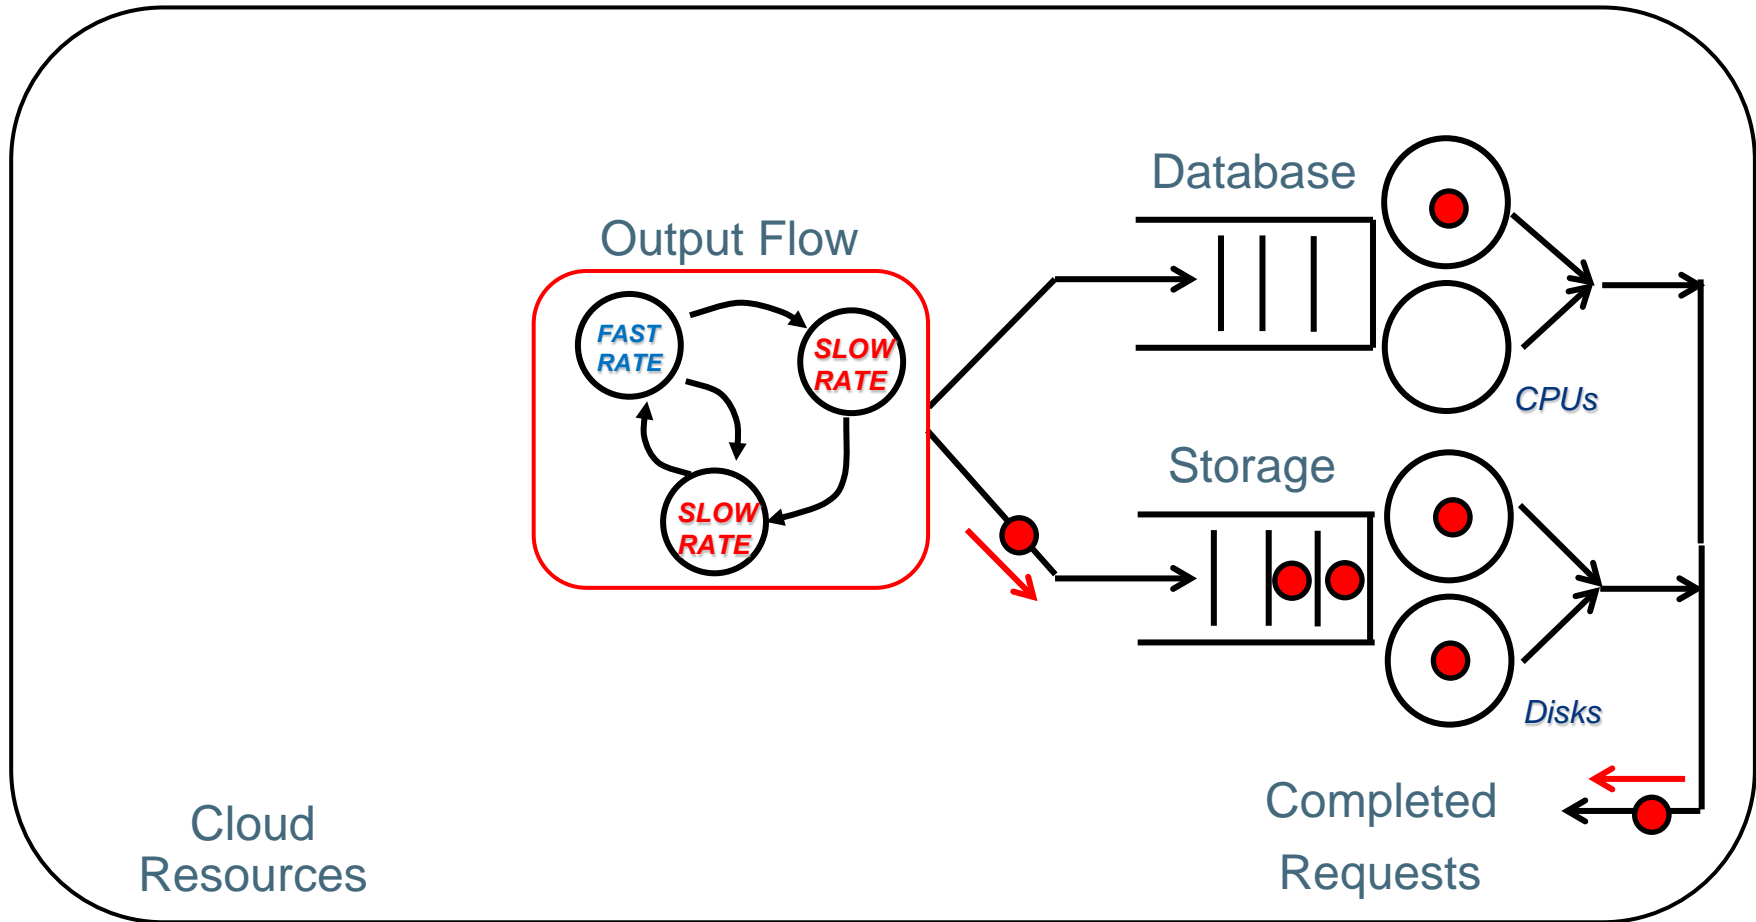 Database
Output Flow
FAST
RATE
SLOW
RATE
CPUs
Storage
SLOW
RATE
Disks
Completed
Requests
Cloud
Resources